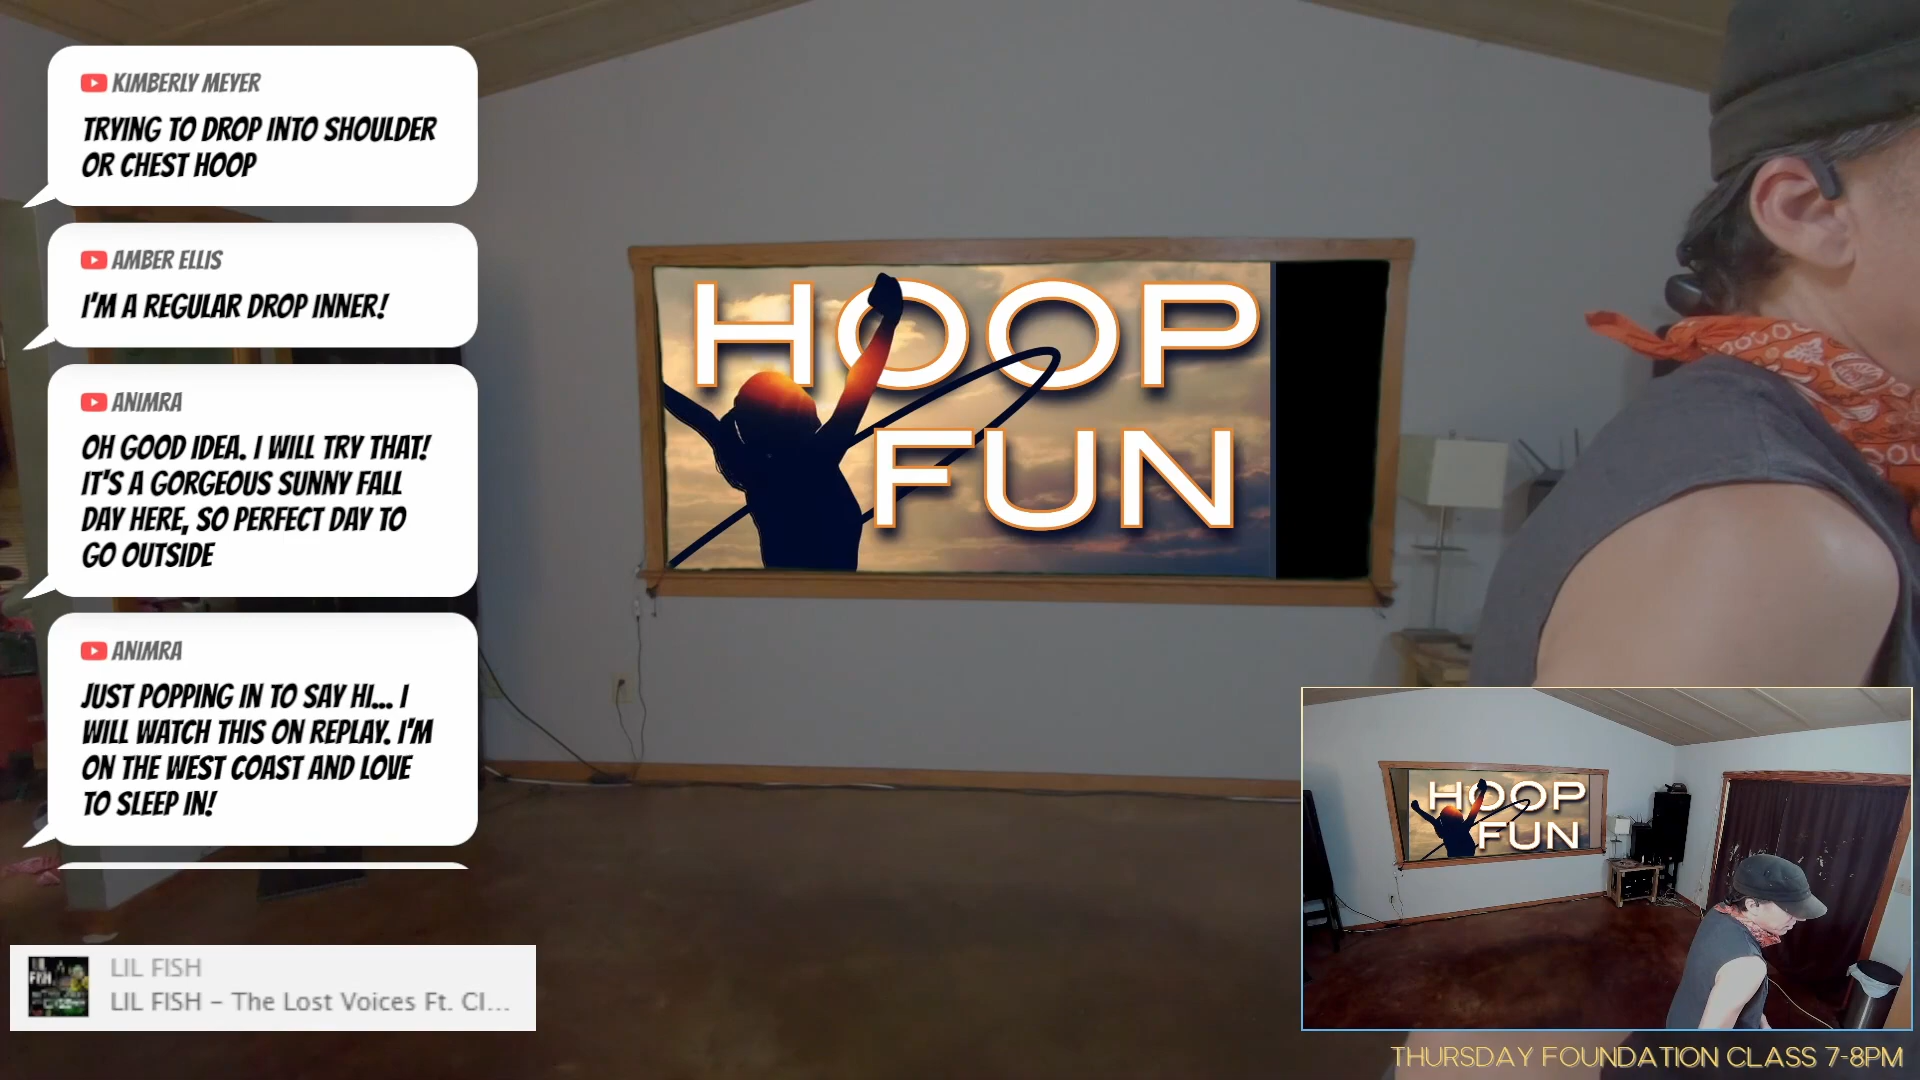 KIMBERLY MEYER
TRYING TO DROP INTO SHOULDER
OR CHEST HOOP
AMBER ELLIS
I'M A REGULAR DROP INNER!
ANIMRA
OH GOOD IDEA. I WILL TRY THAT!
IT'S A GORGEOUS SUNNY FALL
DAY HERE, SO PERFECT DAY TO
GO OUTSIDE
ANIMRA
JUST POPPING IN TO SAY HI... I
WILL WATCH THIS ON REPLAY. I'M
ON THE WEST COAST AND LOVE
TO SLEEP IN!
HOOP
FUN
HOOP
FUN
LIL FISH
LIL FISH - The Lost Voices Ft. Cl...
THURSDAY FOUNDATION CLASS 7-8PM